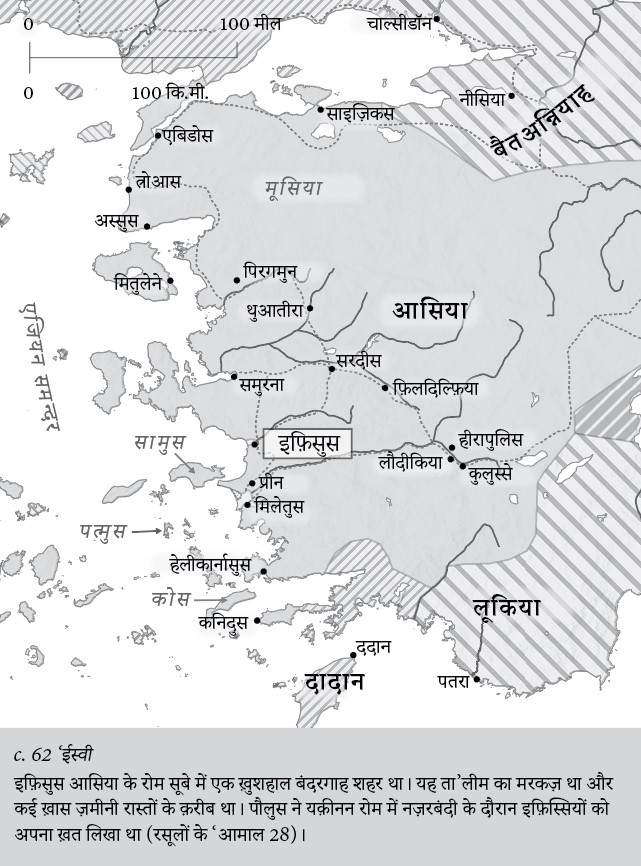 0 100 मील
चाल्सीडॉन
0 100 कि.मी.
नीसिया
साइज़िकस
बैतअन्नियाह
एबिडोस
त्रोआस
मूसिया
अस्सुस
मितुलेने
पिरगमुन
थुआतीरा
आसिया
एजियन समन्दर
सरदीस
समुरना
फ़िलदिल्फ़िया
सामुस
इफ़िसुस
हीरापुलिस
लौदीकिया
कुलुस्से
प्रीन
मिलेतुस
पत्मुस
हेलीकार्नासुस
कोस
लूकिया
कनिदुस
ददान
दादान
पतरा
c. 62 ‘ईस्वी
इफ़िसुस आसिया के रोम सूबे में एक ख़ुशहाल बंदरगाह शहर था। यह ता’लीम का मरकज़ था और
कई ख़ास ज़मीनी रास्तों के क़रीब था। पौलुस ने यक़ीनन रोम में नज़रबंदी के दौरान इफ़िस्सियों को
अपना ख़त लिखा था (रसूलों के ‘आमाल 28)।